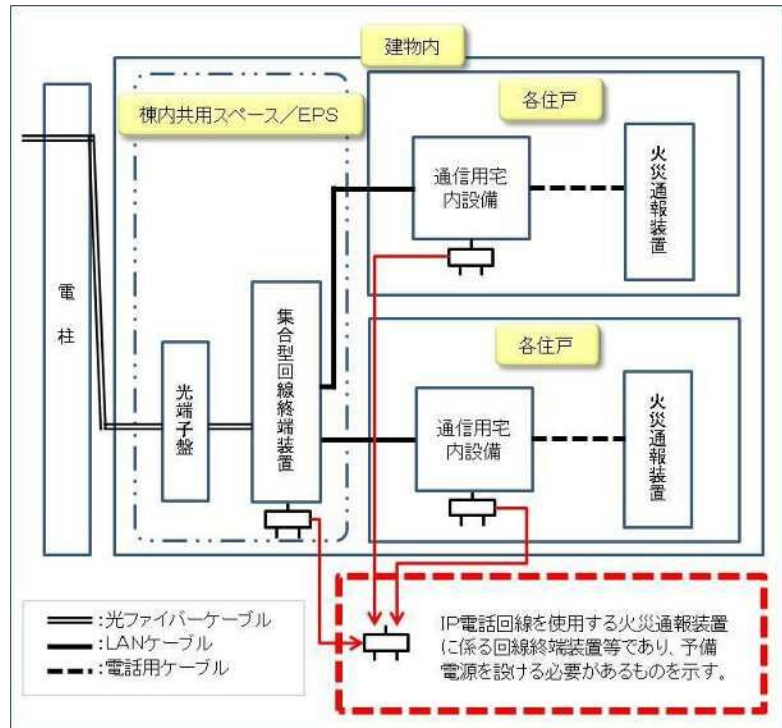 建物内
棟内共用スペース／EPS
各住戸
通信用宅
内設備
火災通報装置
電柱
集合型回線終端装置
光端子盤
各住戸
通信用宅
内設備
火災通報装置
:光ファイバーケーブル
:LANケーブル
:電話用ケーブル
IP電話回線を使用する火災通報装置
に係る回線終端装置等であり、予備
電源を設ける必要があるものを示す。